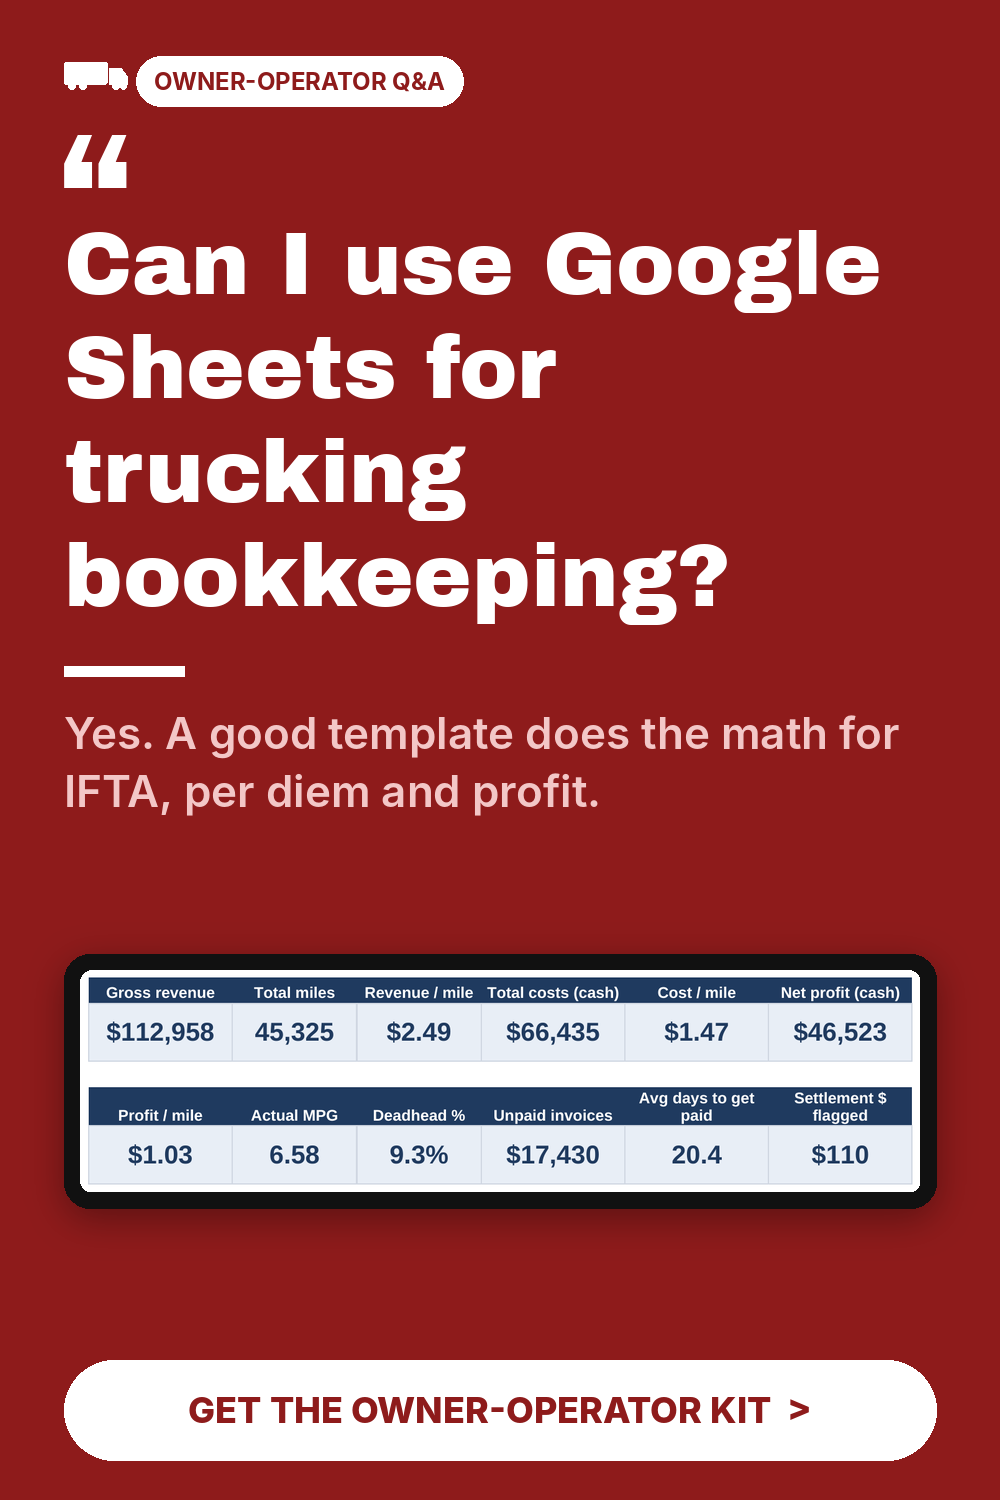 OWNER-OPERATOR Q&A
“
Can I use Google
Sheets for
trucking
bookkeeping?
Yes. A good template does the math for
IFTA, per diem and profit.
Gross revenue Total miles Revenue / mile Total costs (cash) Cost / mile Net profit (cash)
$112,958 45,325 $2.49 $66,435 $1.47 $46,523
Profit / mile Actual MPG Deadhead % Unpaid invoices Avg days to get paid Settlement $ flagged
$1.03 6.58 9.3% $17,430 20.4 $110
GET THE OWNER-OPERATOR KIT >